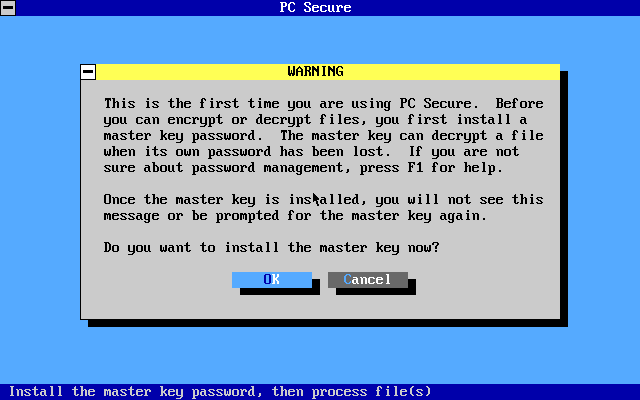 PC Secure
WARNING
This is the first time you are using PC Secure.  Before
you can encrypt or decrypt files, you first install a
master key password.  The master key can decrypt a file
when its own password has been lost.  If you are not
sure about password management, press F1 for help.
Once the master key is installed, you will not see this
message or be prompted for the master key again.
Do you want to install the master key now?
OK Cancel
Install the master key password, then process file(s)